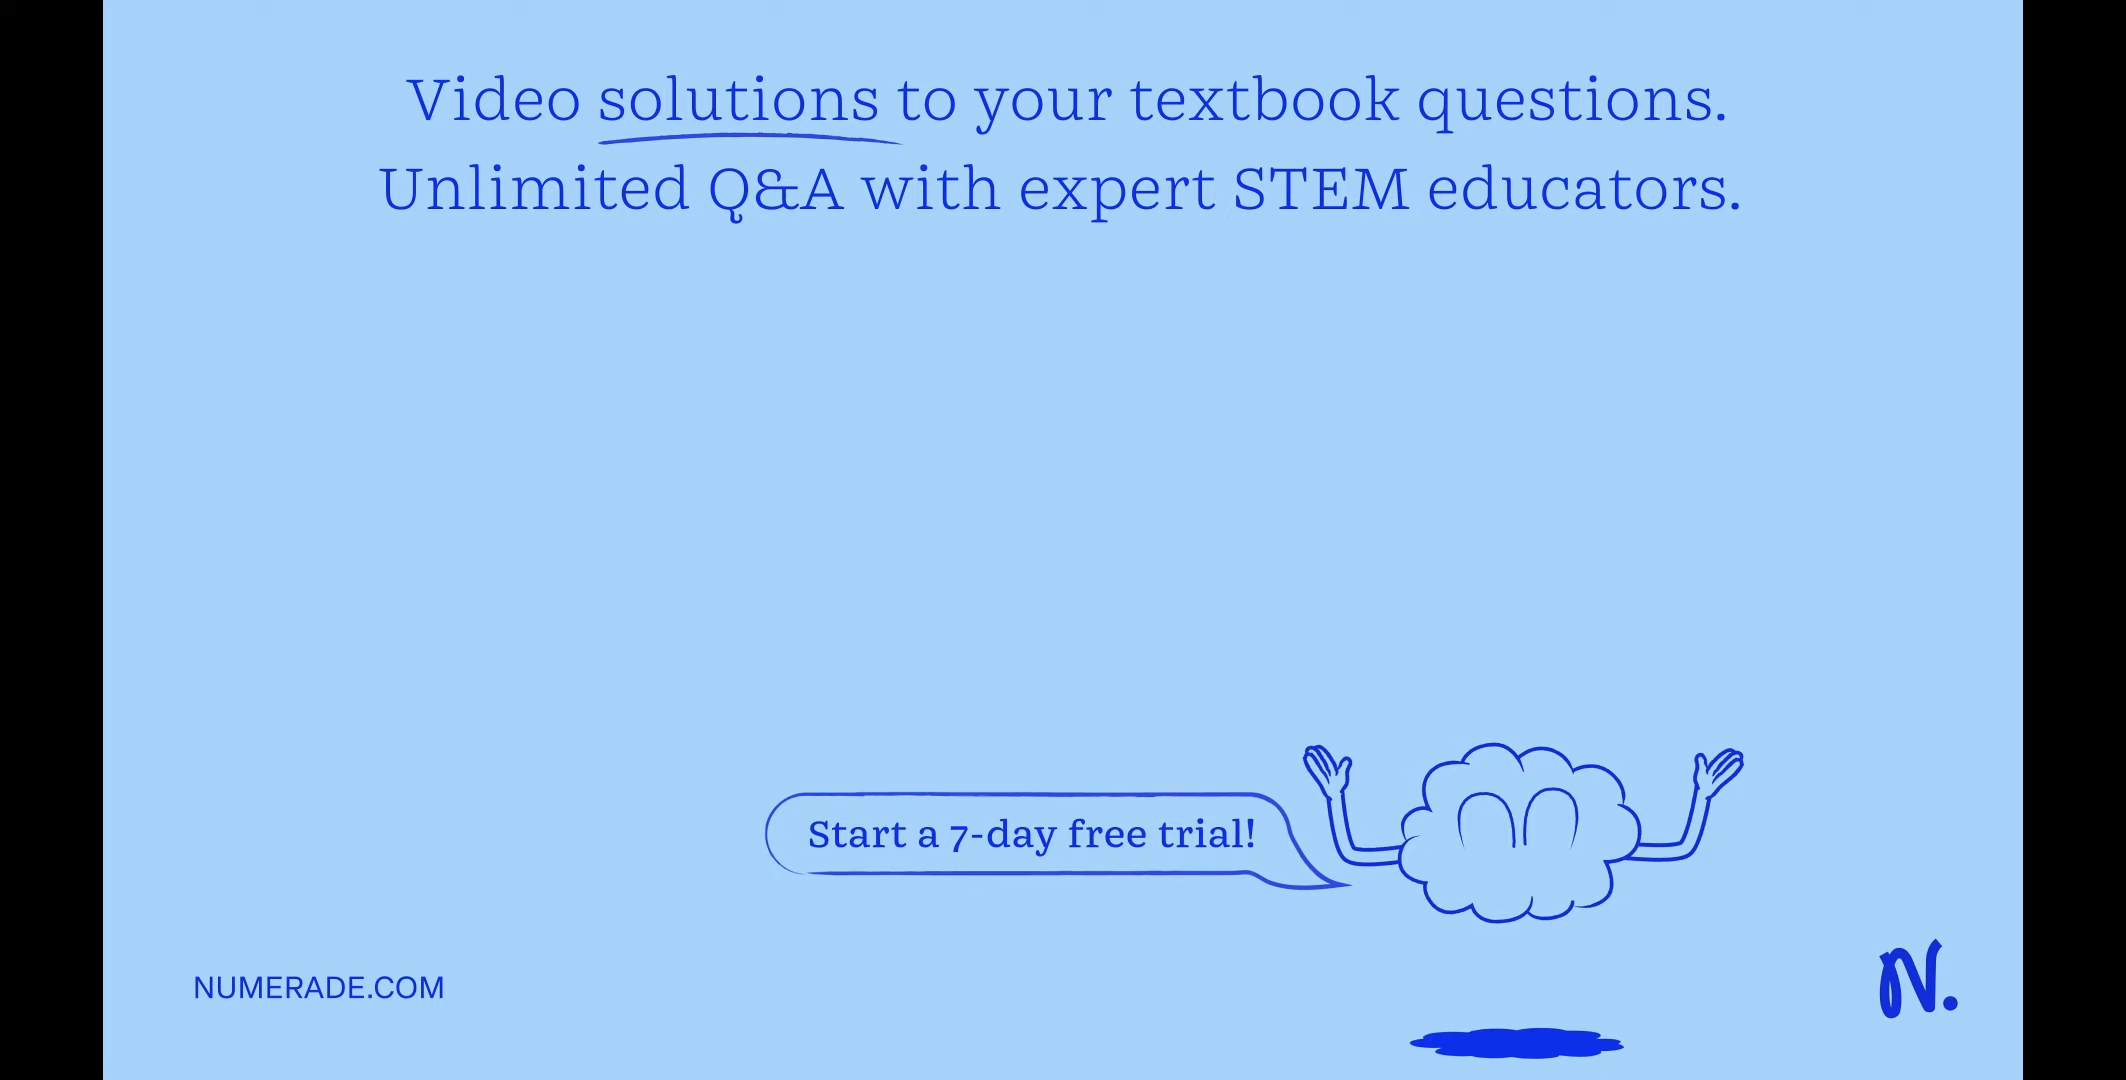 Video solutions to your textbook questions.
Unlimited Q&A with expert STEM educators.
Start a 7-day free trial!
NUMERADE.COM
N.